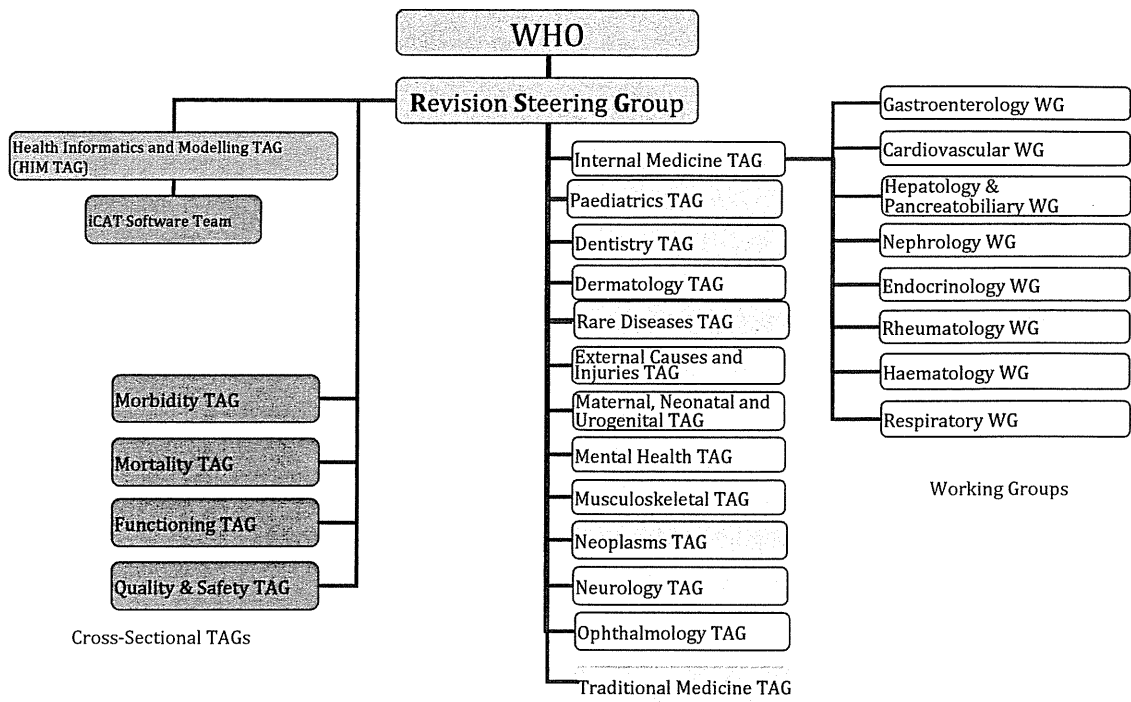 WHO
Revision Steering Group
Health Informatics and Modelling TAG
(HIM TAG)
iCAT Software Team
Morbidity TAG
Mortality TAG
Functioning TAG
Quality & Safety TAG
Cross-Sectional TAGs
Internal Medicine TAG
Paediatrics TAG
Dentistry TAG
Dermatology TAG
Rare Diseases TAG
External Causes and
Injuries TAG
Maternal, Neonatal and
Urogenital TAG
Mental Health TAG
Musculoskeletal TAG
Neoplasms TAG
Neurology TAG
Ophthalmology TAG
Traditional Medicine TAG
Gastroenterology WG
Cardiovascular WG
Hepatology &
Pancreatobiliary WG
Nephrology WG
Endocrinology WG
Rheumatology WG
Haematology WG
Respiratory WG
Working Groups